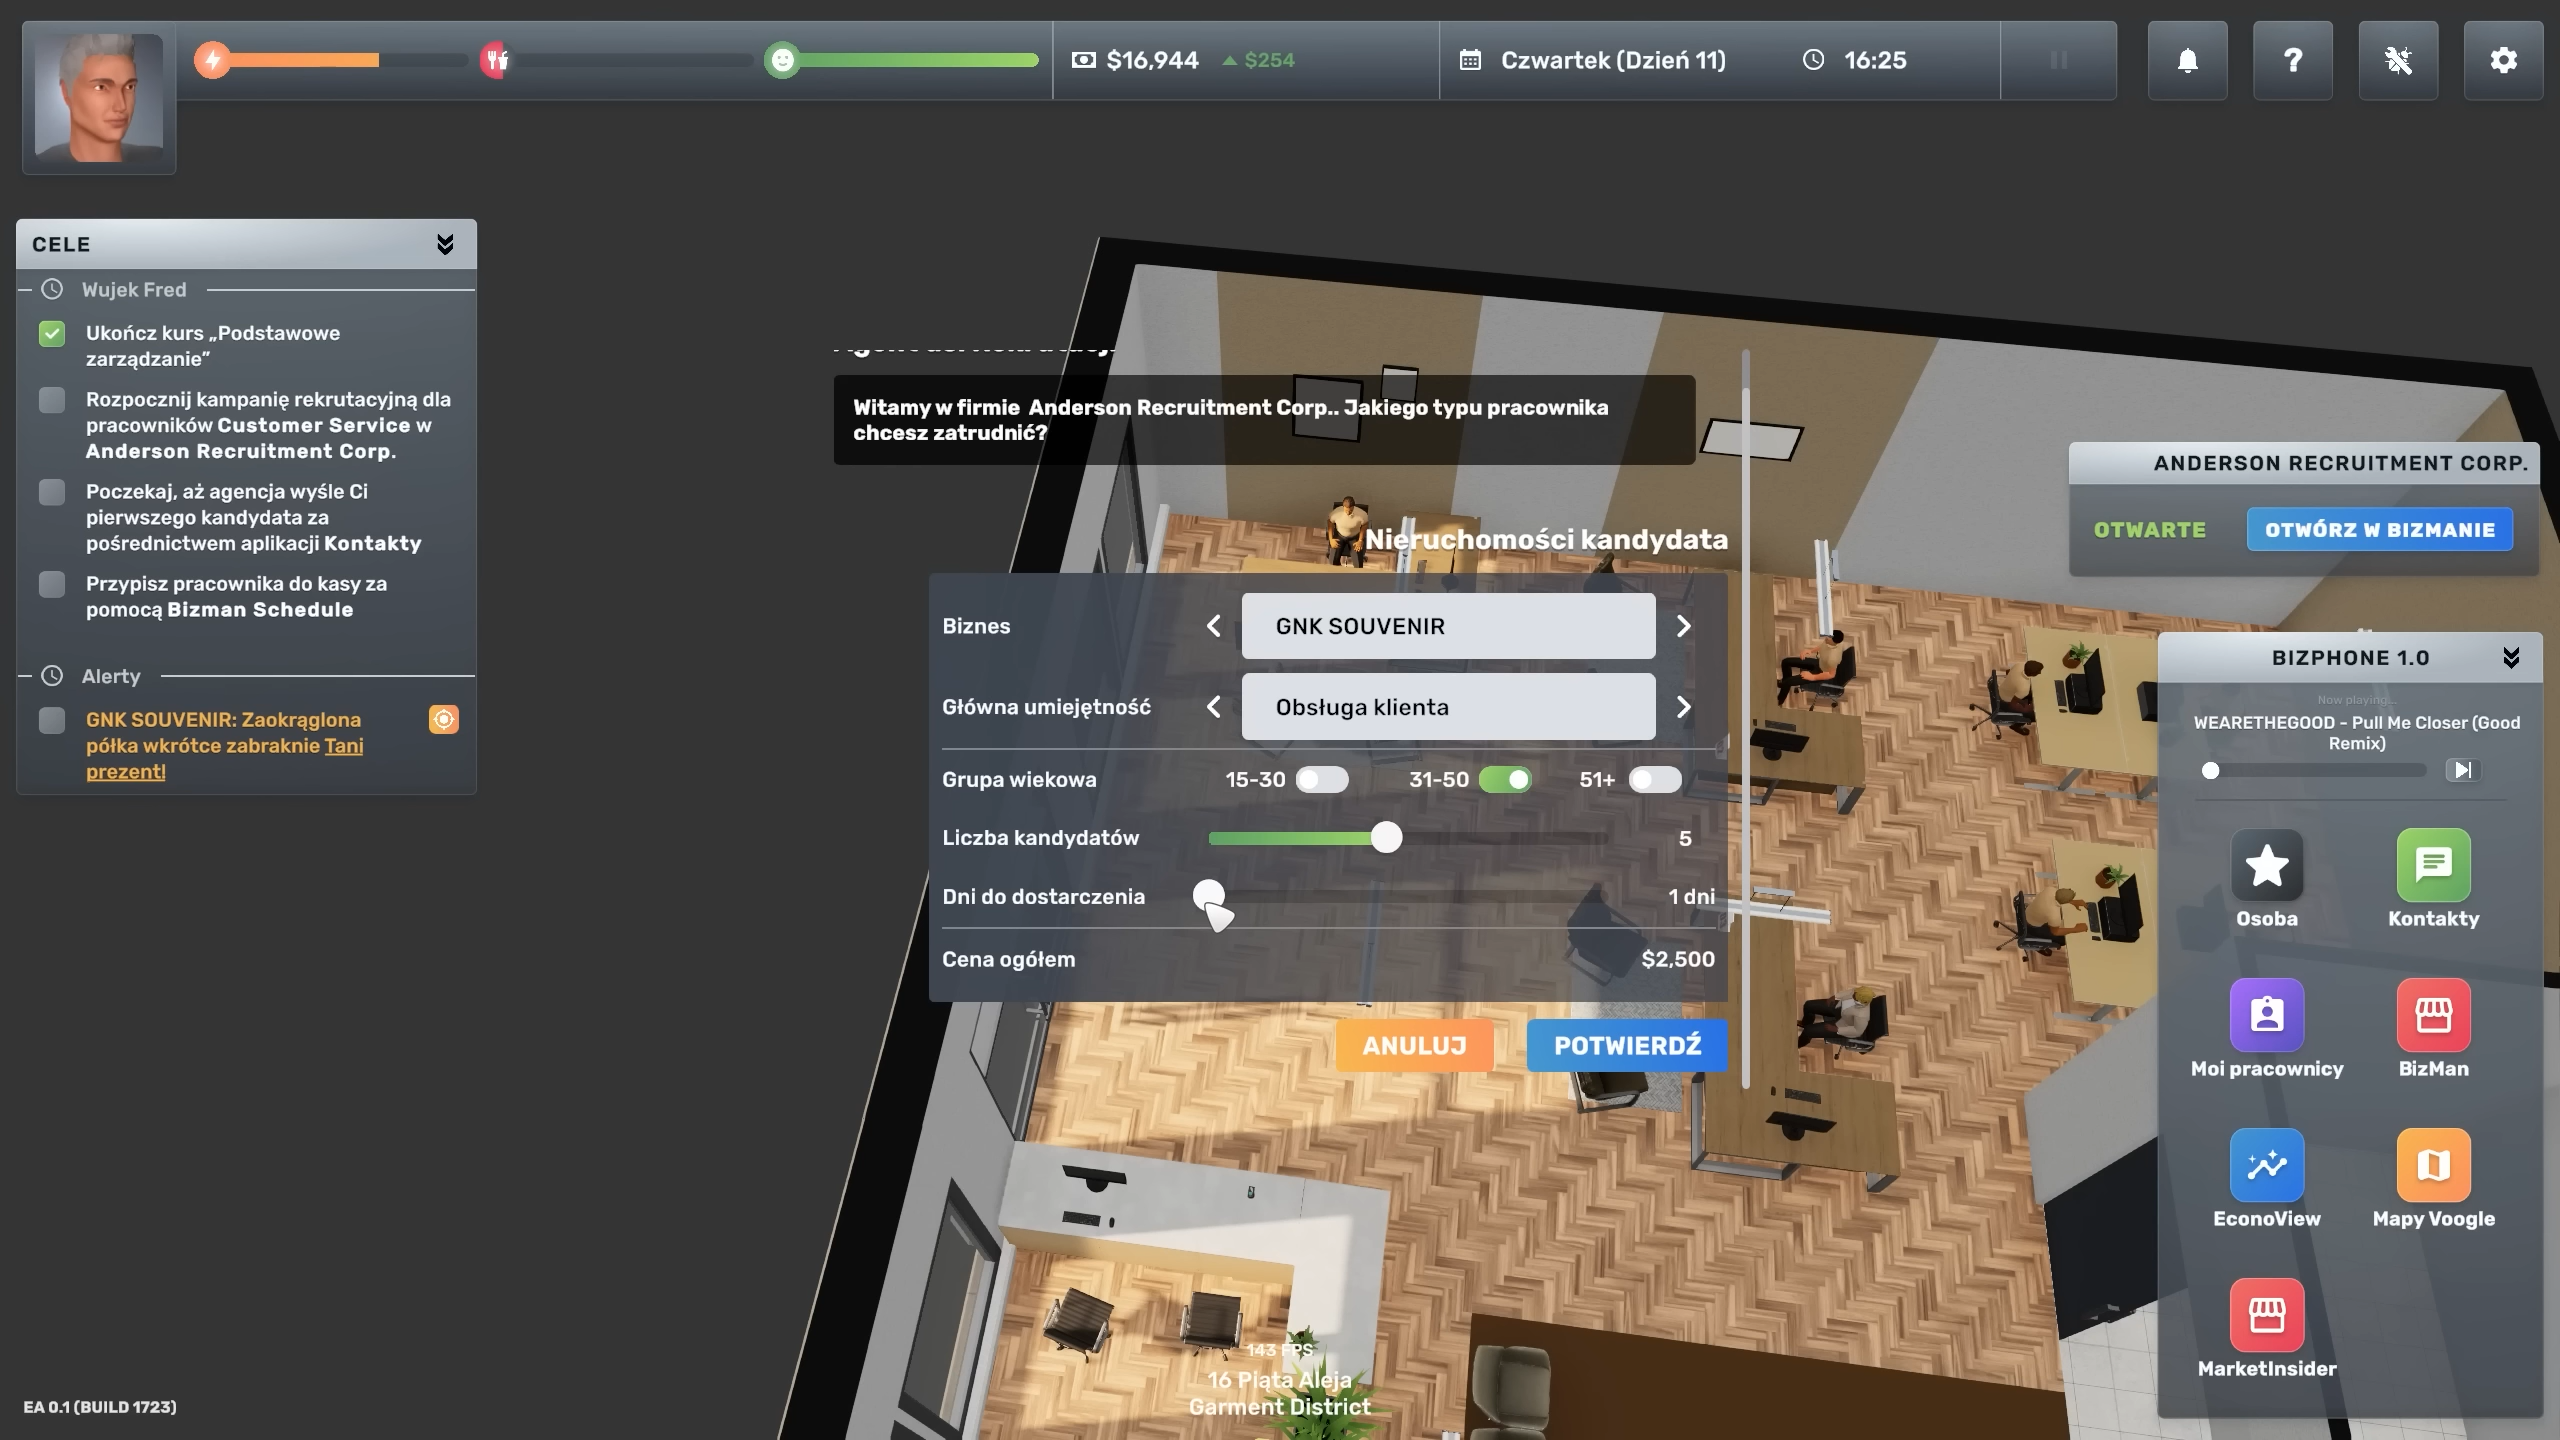 $16,944
$254
Czwartek (Dzień 11)
16:25
?
CELE
Wujek Fred
Ukończ kurs „Podstawowe
zarządzanie”
Rozpocznij kampanię rekrutacyjną dla
pracowników Customer Service w
Anderson Recruitment Corp.
Poczekaj, aż agencja wyśle Ci
pierwszego kandydata za
pośrednictwem aplikacji Kontakty
Przypisz pracownika do kasy za
pomocą Bizman Schedule
Alerty
GNK SOUVENIR: Zaokrąglona
półka wkrótce zabraknie Tani
prezent!
Witamy w firmie Anderson Recruitment Corp.. Jakiego typu pracownika
chcesz zatrudnić?
Nieruchomości kandydata
Biznes
GNK SOUVENIR
Główna umiejętność
Obsługa klienta
Grupa wiekowa
15-30
31-50
51+
Liczba kandydatów
5
Dni do dostarczenia
1 dni
Cena ogółem
$2,500
ANULUJ
POTWIERDŹ
ANDERSON RECRUITMENT CORP.
OTWARTE
OTWÓRZ W BIZMANIE
BIZPHONE 1.0
Now playing...
WEARETHEGOOD - Pull Me Closer (Good
Remix)
Osoba
Kontakty
Moi pracownicy
BizMan
EconoView
Mapy Voogle
MarketInsider
143 FPS
16 Piąta Aleja
Garment District
EA 0.1 (BUILD 1723)